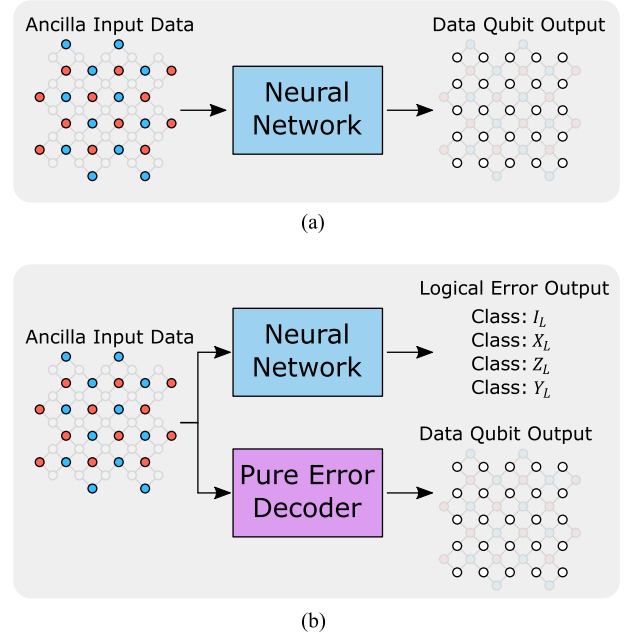 Ancilla Input Data
Data Qubit Output
Neural
Network
(a)
Logical Error Output
Class: I_L
Class: X_L
Class: Z_L
Class: Y_L
Ancilla Input Data
Neural
Network
Data Qubit Output
Pure Error
Decoder
(b)